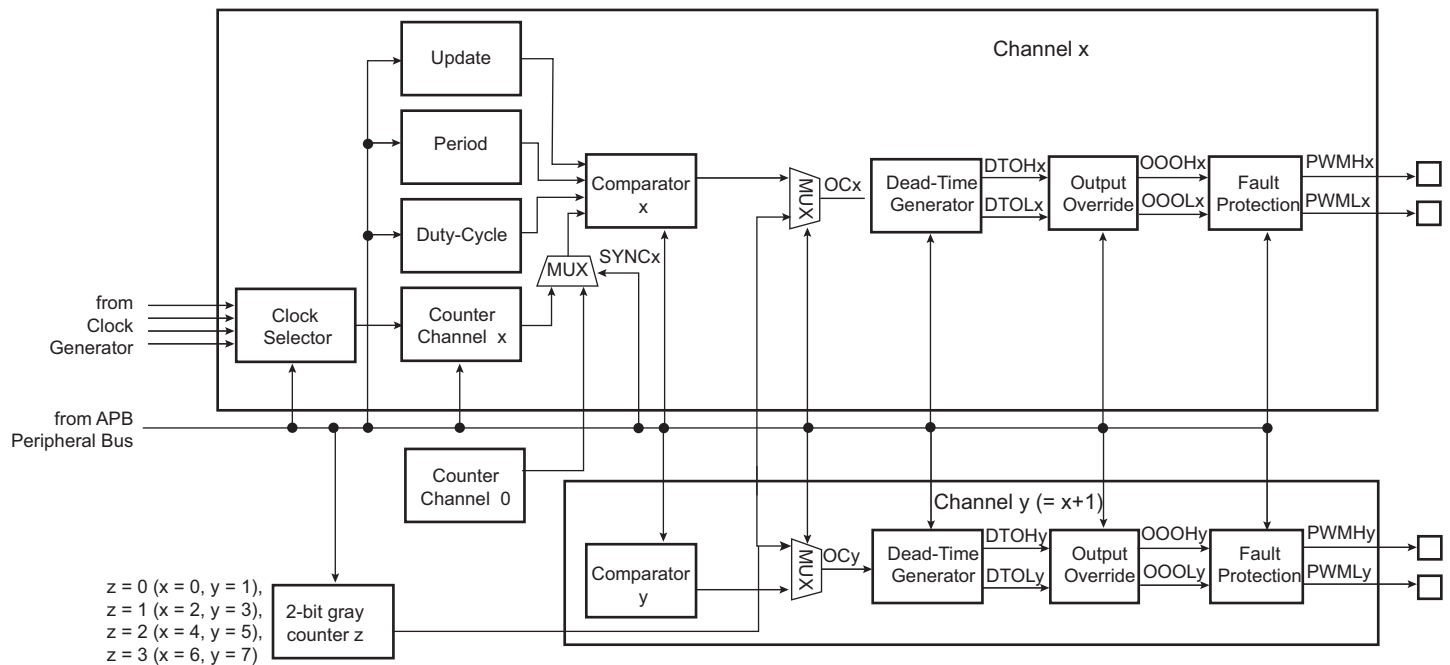 Channel x
Update
Period
Duty-Cycle
Comparator
x
MUX
OCx
Dead-Time
Generator
DTOHx
DTOLx
Output
Override
OOOHx
OOOLx
Fault
Protection
PWMHx
PWMLx
SYNCx
MUX
from
Clock
Generator
Clock
Selector
Counter
Channel x
from APB
Peripheral Bus
Counter
Channel 0
Channel y (= x+1)
Comparator
y
MUX
OCy
Dead-Time
Generator
DTOHy
DTOLy
Output
Override
OOOHy
OOOLy
Fault
Protection
PWMHy
PWMLy
z = 0 (x = 0, y = 1),
z = 1 (x = 2, y = 3),
z = 2 (x = 4, y = 5),
z = 3 (x = 6, y = 7)
2-bit gray
counter z